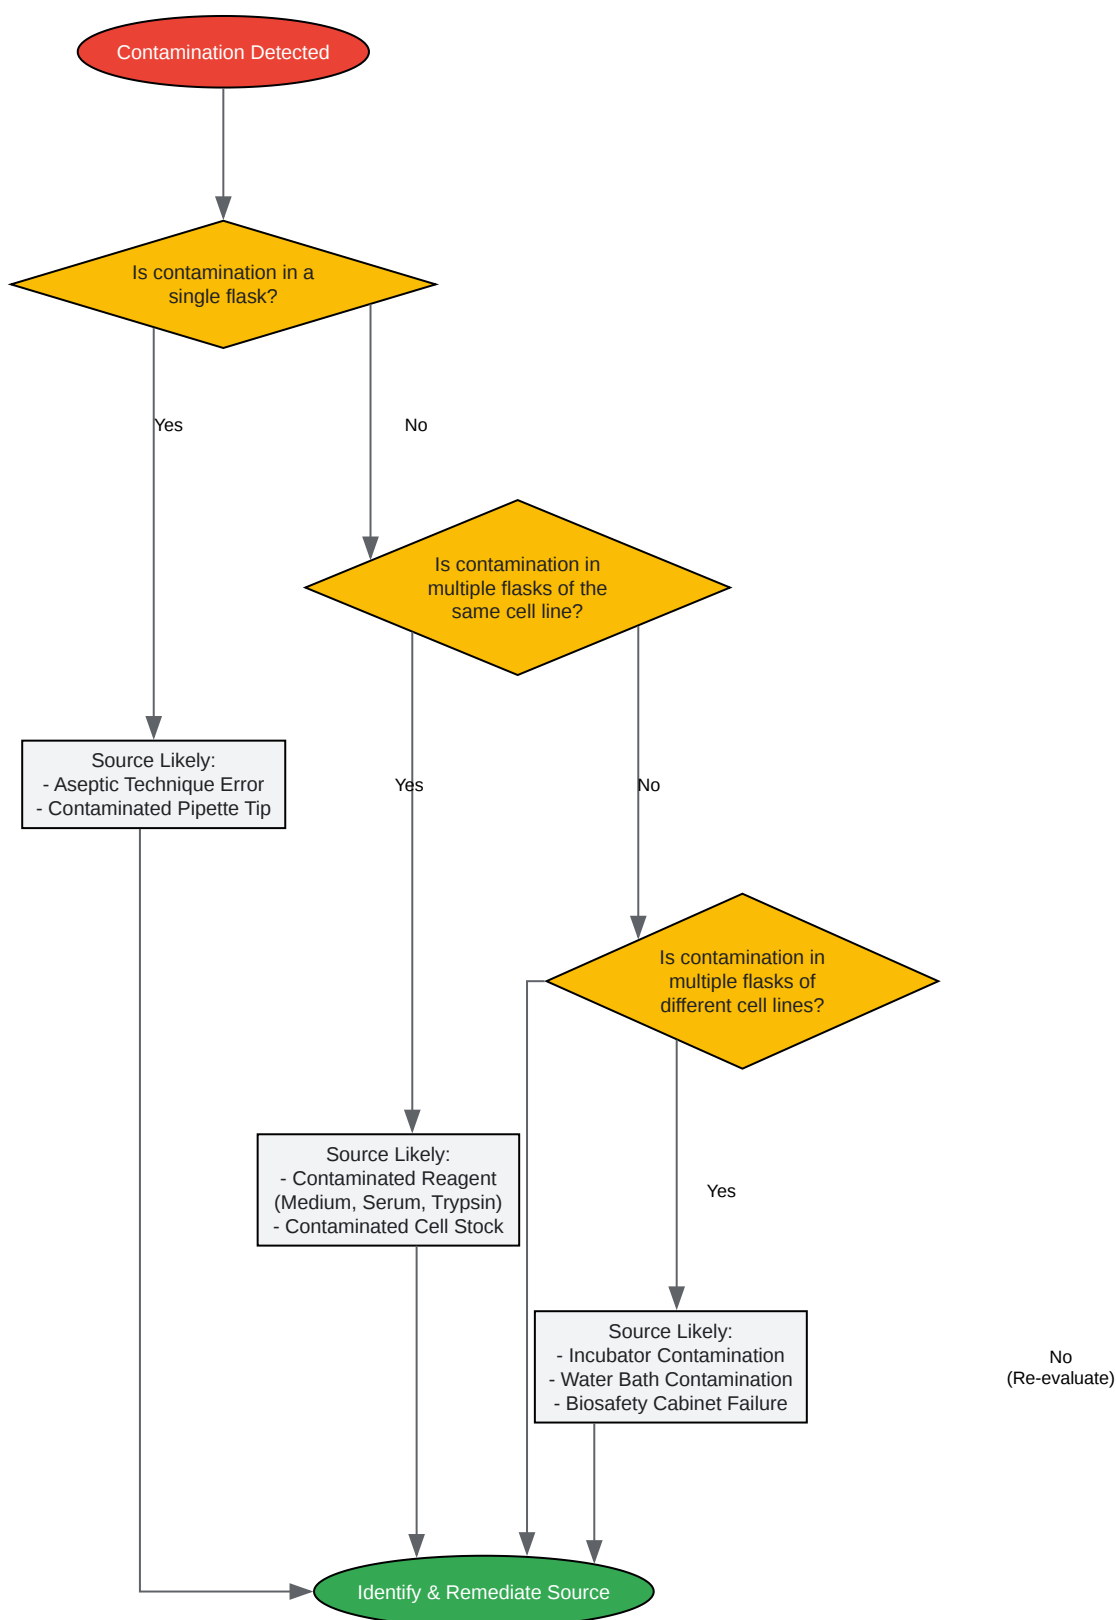 Contamination Detected
Is contamination in a
single flask?
Yes
No
Is contamination in
multiple flasks of the
same cell line?
Source Likely:
- Aseptic Technique Error
- Contaminated Pipette Tip
Yes
No
Is contamination in
multiple flasks of
different cell lines?
Source Likely:
- Contaminated Reagent
(Medium, Serum, Trypsin)
- Contaminated Cell Stock
Yes
Source Likely:
- Incubator Contamination
- Water Bath Contamination
- Biosafety Cabinet Failure
No
(Re-evaluate)
Identify & Remediate Source